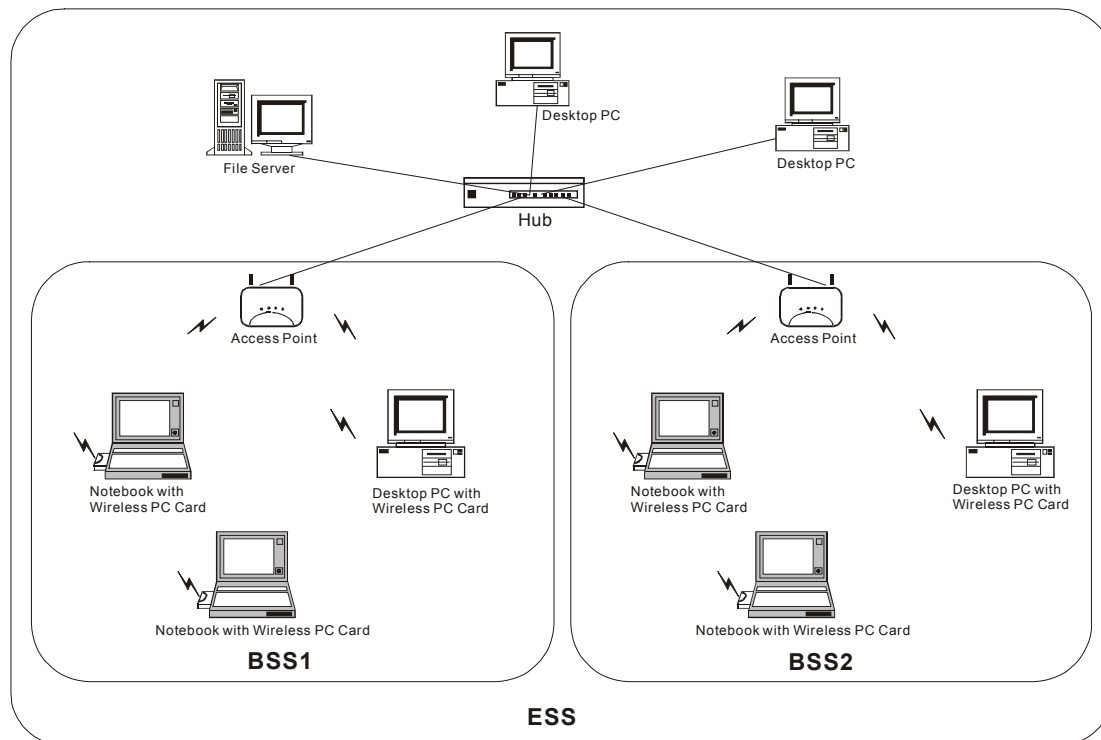 Desktop PC
File Server
Desktop PC
Hub
Access Point
Access Point
Notebook with
Wireless PC Card
Desktop PC with
Wireless PC Card
Notebook with
Wireless PC Card
Desktop PC with
Wireless PC Card
Notebook with Wireless PC Card
Notebook with Wireless PC Card
BSS1
BSS2
ESS